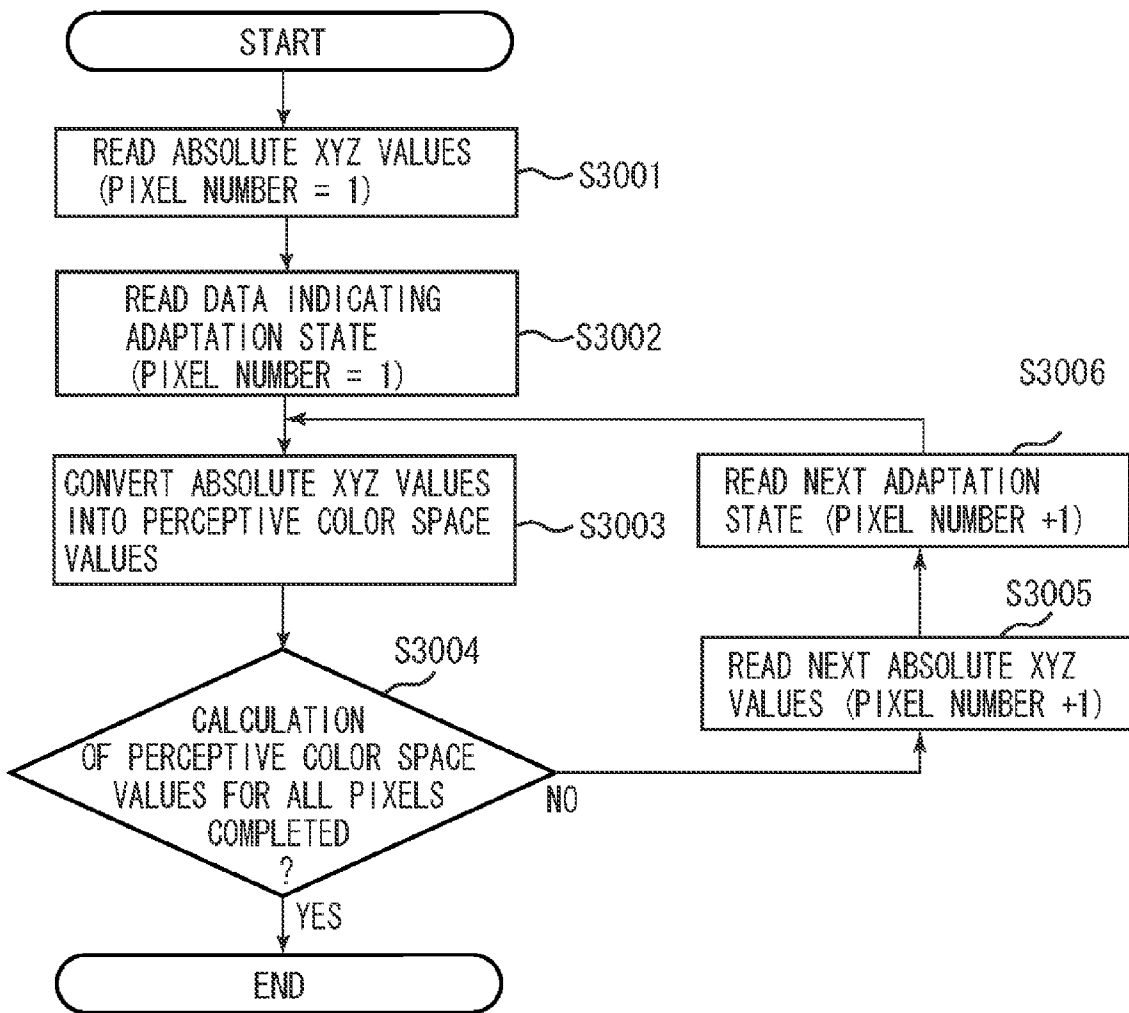 START
READ ABSOLUTE XYZ VALUES
(PIXEL NUMBER = 1)
S3001
READ DATA INDICATING
ADAPTATION STATE
(PIXEL NUMBER = 1)
S3002
CONVERT ABSOLUTE XYZ VALUES
INTO PERCEPTIVE COLOR SPACE
VALUES
S3003
S3004
CALCULATION
OF PERCEPTIVE COLOR SPACE
VALUES FOR ALL PIXELS
COMPLETED
?
NO
YES
S3005
READ NEXT ABSOLUTE XYZ
VALUES (PIXEL NUMBER +1)
S3006
READ NEXT ADAPTATION
STATE (PIXEL NUMBER +1)
END